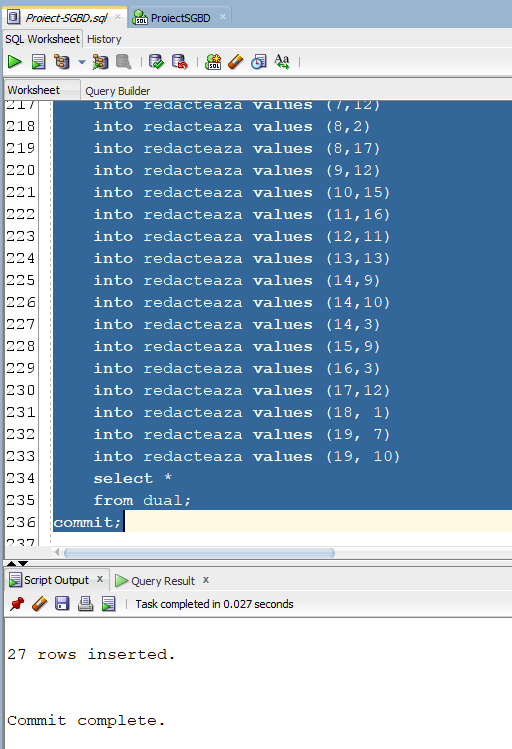 Proiect-SGBD.sql × ProiectSGBD ×
SQL Worksheet History
Worksheet Query Builder
217 into redacteaza values (7,12)
218 into redacteaza values (8,2)
219 into redacteaza values (8,17)
220 into redacteaza values (9,12)
221 into redacteaza values (10,15)
222 into redacteaza values (11,16)
223 into redacteaza values (12,11)
224 into redacteaza values (13,13)
225 into redacteaza values (14,9)
226 into redacteaza values (14,10)
227 into redacteaza values (14,3)
228 into redacteaza values (15,9)
229 into redacteaza values (16,3)
230 into redacteaza values (17,12)
231 into redacteaza values (18, 1)
232 into redacteaza values (19, 7)
233 into redacteaza values (19, 10)
234 select *
235 from dual;
236 commit;
237
Script Output x Query Result x
Task completed in 0.027 seconds
27 rows inserted.
Commit complete.